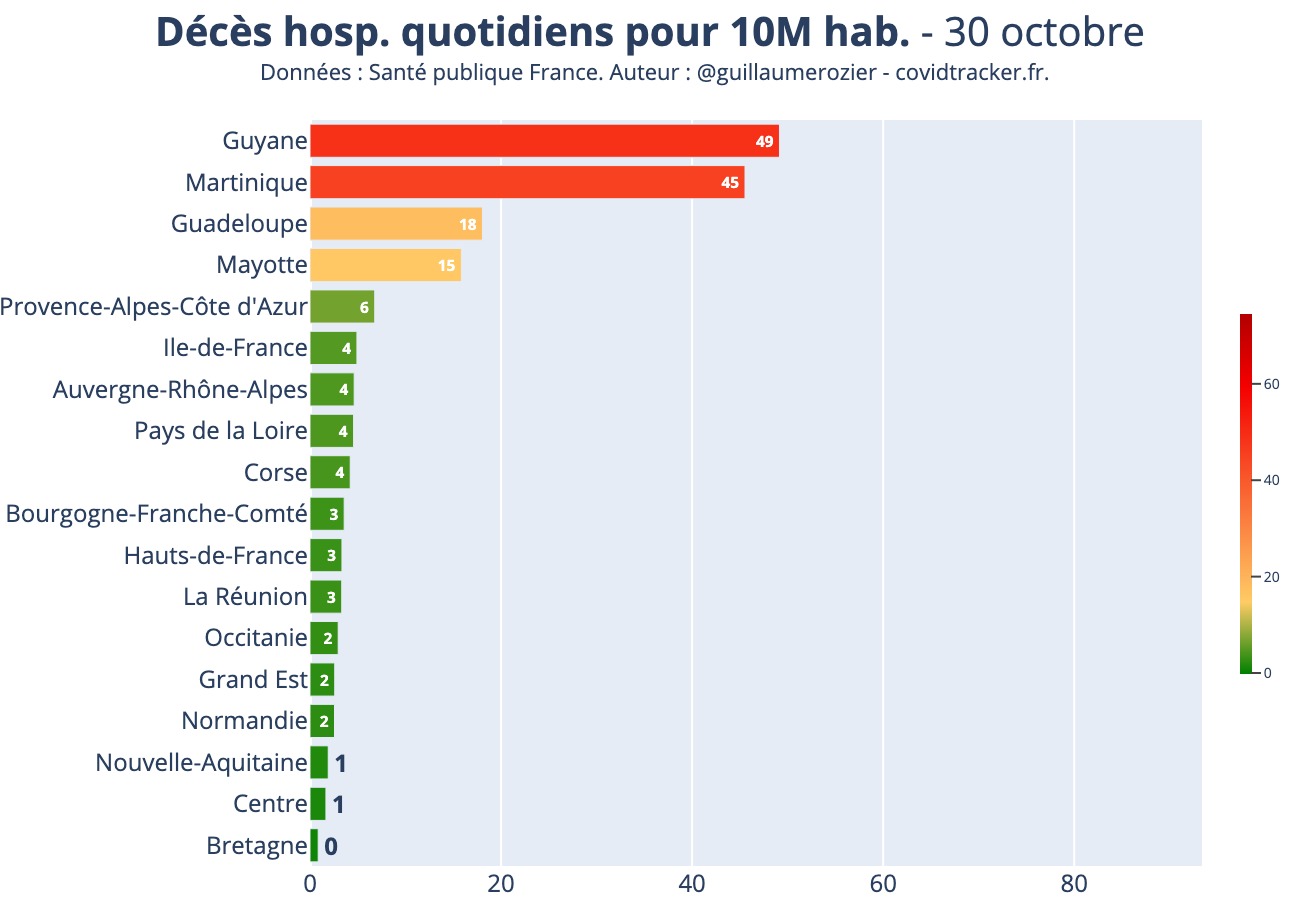 Décès hosp. quotidiens pour 10M hab. - 30 octobre
Données : Santé publique France. Auteur : @guillaumerozier - covidtracker.fr.
Guyane 49
Martinique 45
Guadeloupe 18
Mayotte 15
Provence-Alpes-Côte d'Azur 6
Ile-de-France 4
Auvergne-Rhône-Alpes 4
Pays de la Loire 4
Corse 4
Bourgogne-Franche-Comté 3
Hauts-de-France 3
La Réunion 3
Occitanie 2
Grand Est 2
Normandie 2
Nouvelle-Aquitaine 1
Centre 1
Bretagne 0
0 20 40 60 80
60
40
20
0